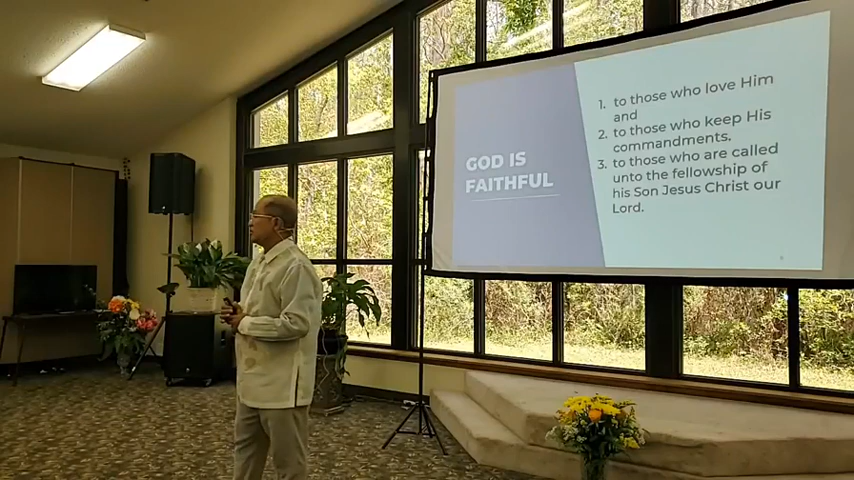 GOD IS
FAITHFUL
1. to those who love Him
and
2. to those who keep His
commandments,
3. to those who are called
unto the fellowship of
his Son Jesus Christ our
Lord.